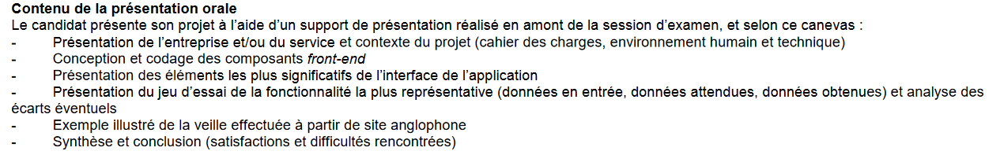 Contenu de la présentation orale
Le candidat présente son projet à l'aide d'un support de présentation réalisé en amont de la session d'examen, et selon ce canevas :
- Présentation de l'entreprise et/ou du service et contexte du projet (cahier des charges, environnement humain et technique)
- Conception et codage des composants front-end
- Présentation des éléments les plus significatifs de l'interface de l'application
- Présentation du jeu d'essai de la fonctionnalité la plus représentative (données en entrée, données attendues, données obtenues) et analyse des
écarts éventuels
- Exemple illustré de la veille effectuée à partir de site anglophone
- Synthèse et conclusion (satisfactions et difficultés rencontrées)